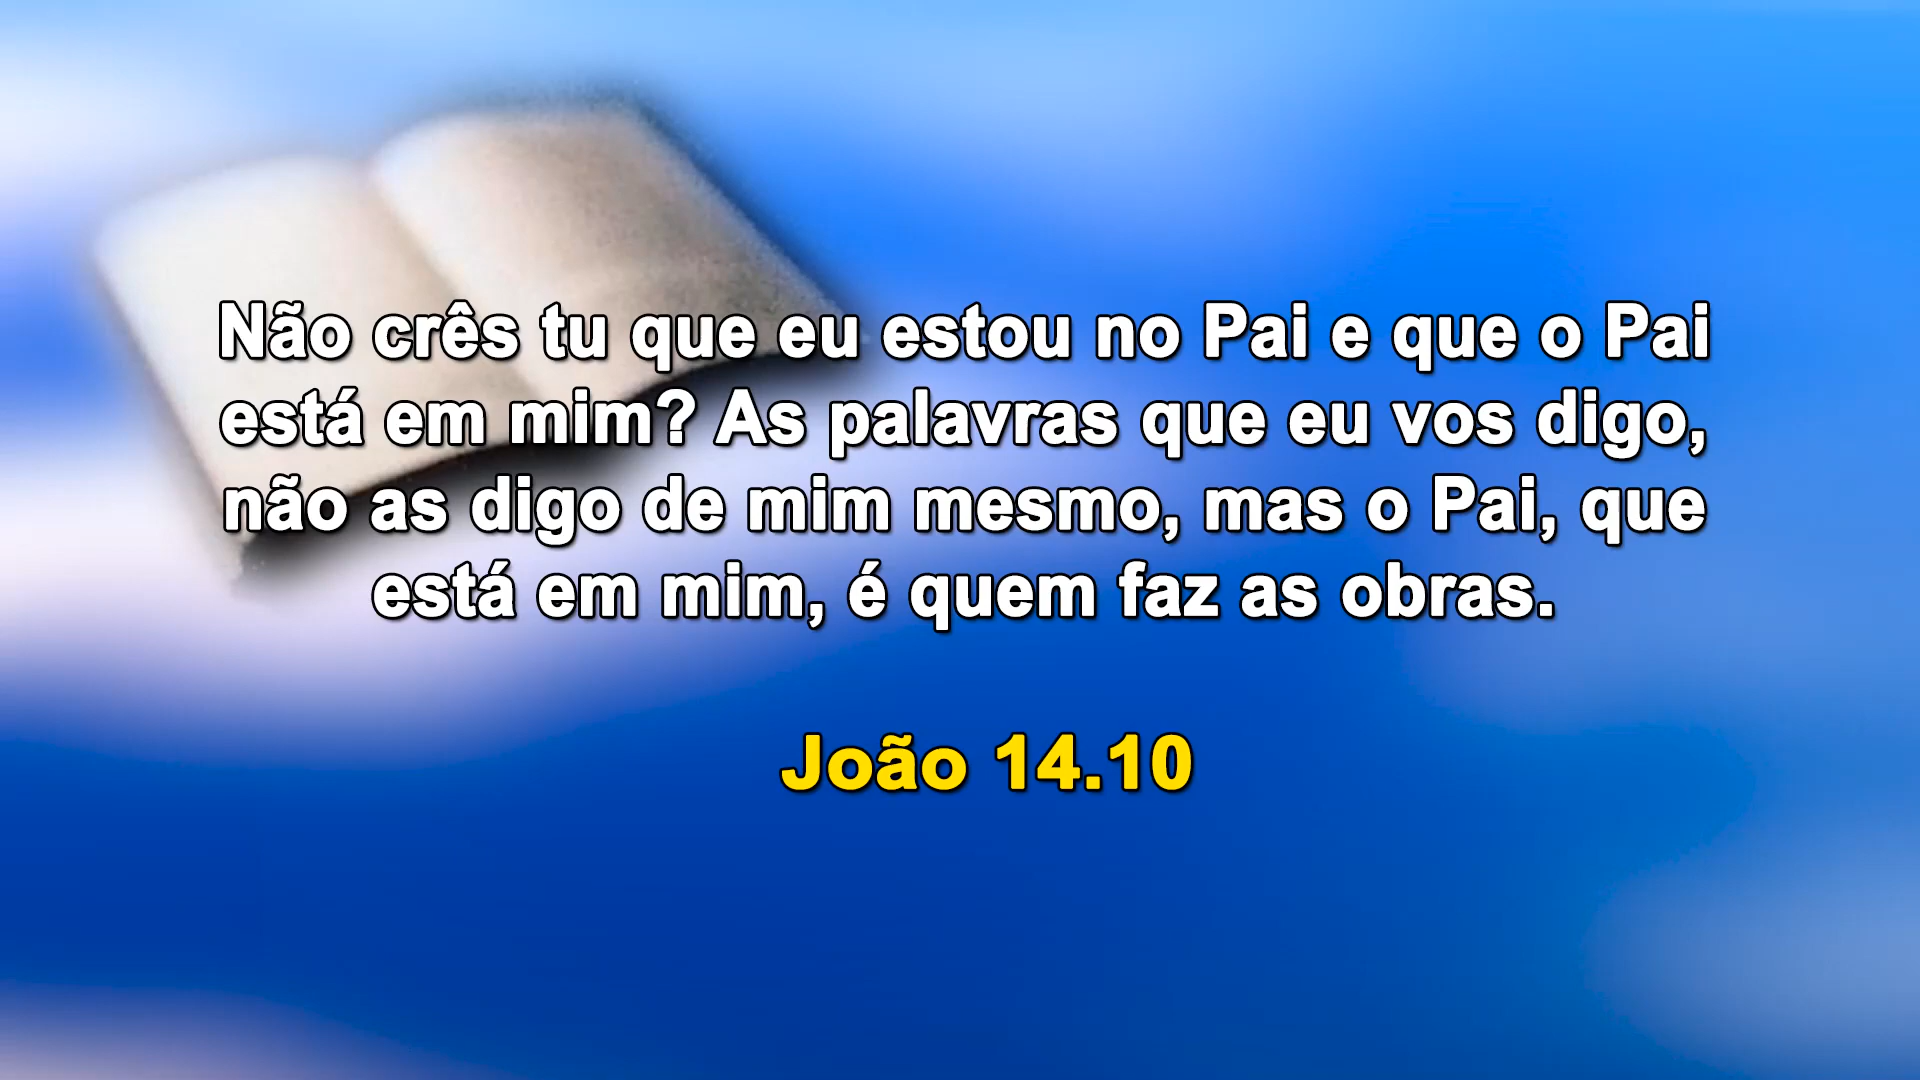 Não crês tu que eu estou no Pai e que o Pai
está em mim? As palavras que eu vos digo,
não as digo de mim mesmo, mas o Pai, que
está em mim, é quem faz as obras.
João 14.10